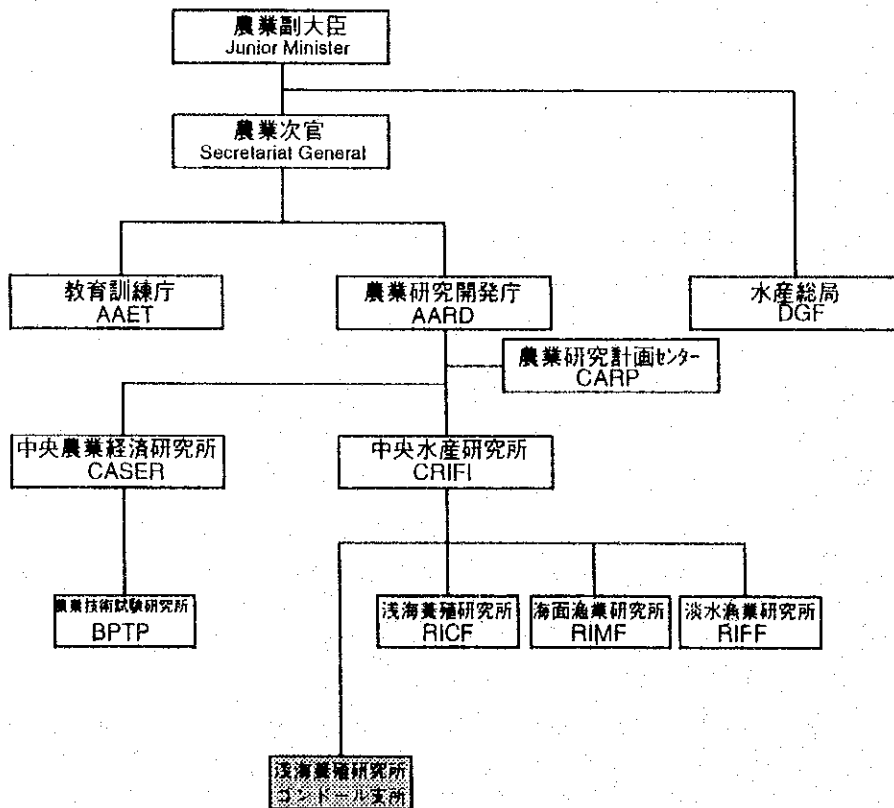 農業副大臣
Junior Minister
農業次官
Secretariat General
教育訓練庁
AAET
農業研究開発庁
AARD
水産総局
DGF
農業研究計画センター
CARP
中央農業経済研究所
CASER
中央水産研究所
CRIFI
農業技術試験研究所
BPTP
浅海養殖研究所
RICF
海面漁業研究所
RIMF
淡水漁業研究所
RIFF
浅海養殖研究所
ゴンドール支所